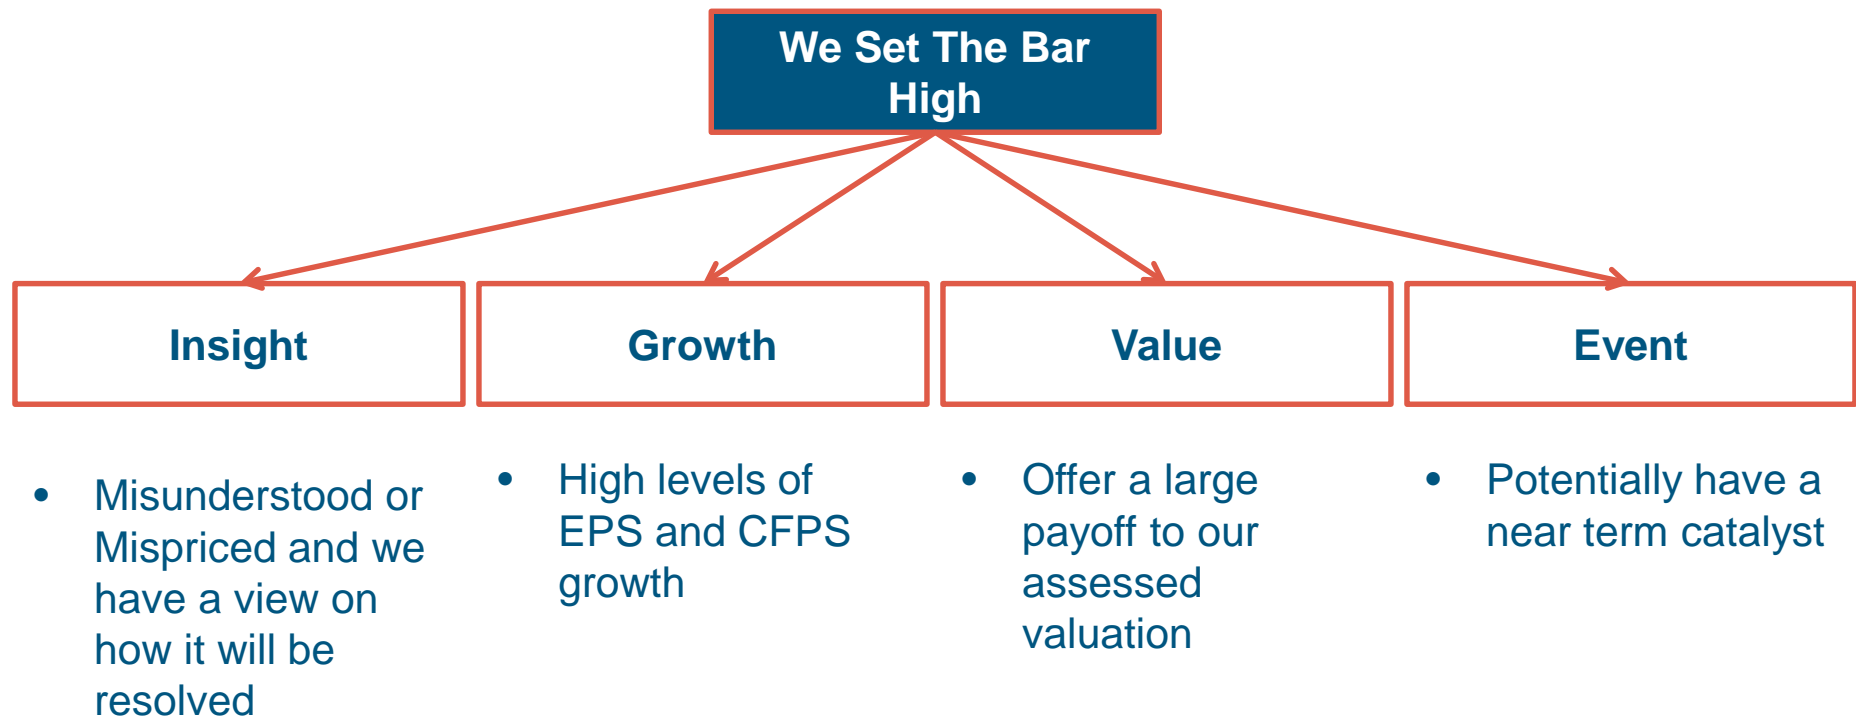 We Set The Bar
High
Insight
Growth
Value
Event
• Misunderstood or
Mispriced and we
have a view on
how it will be
resolved
• High levels of
EPS and CFPS
growth
• Offer a large
payoff to our
assessed
valuation
• Potentially have a
near term catalyst